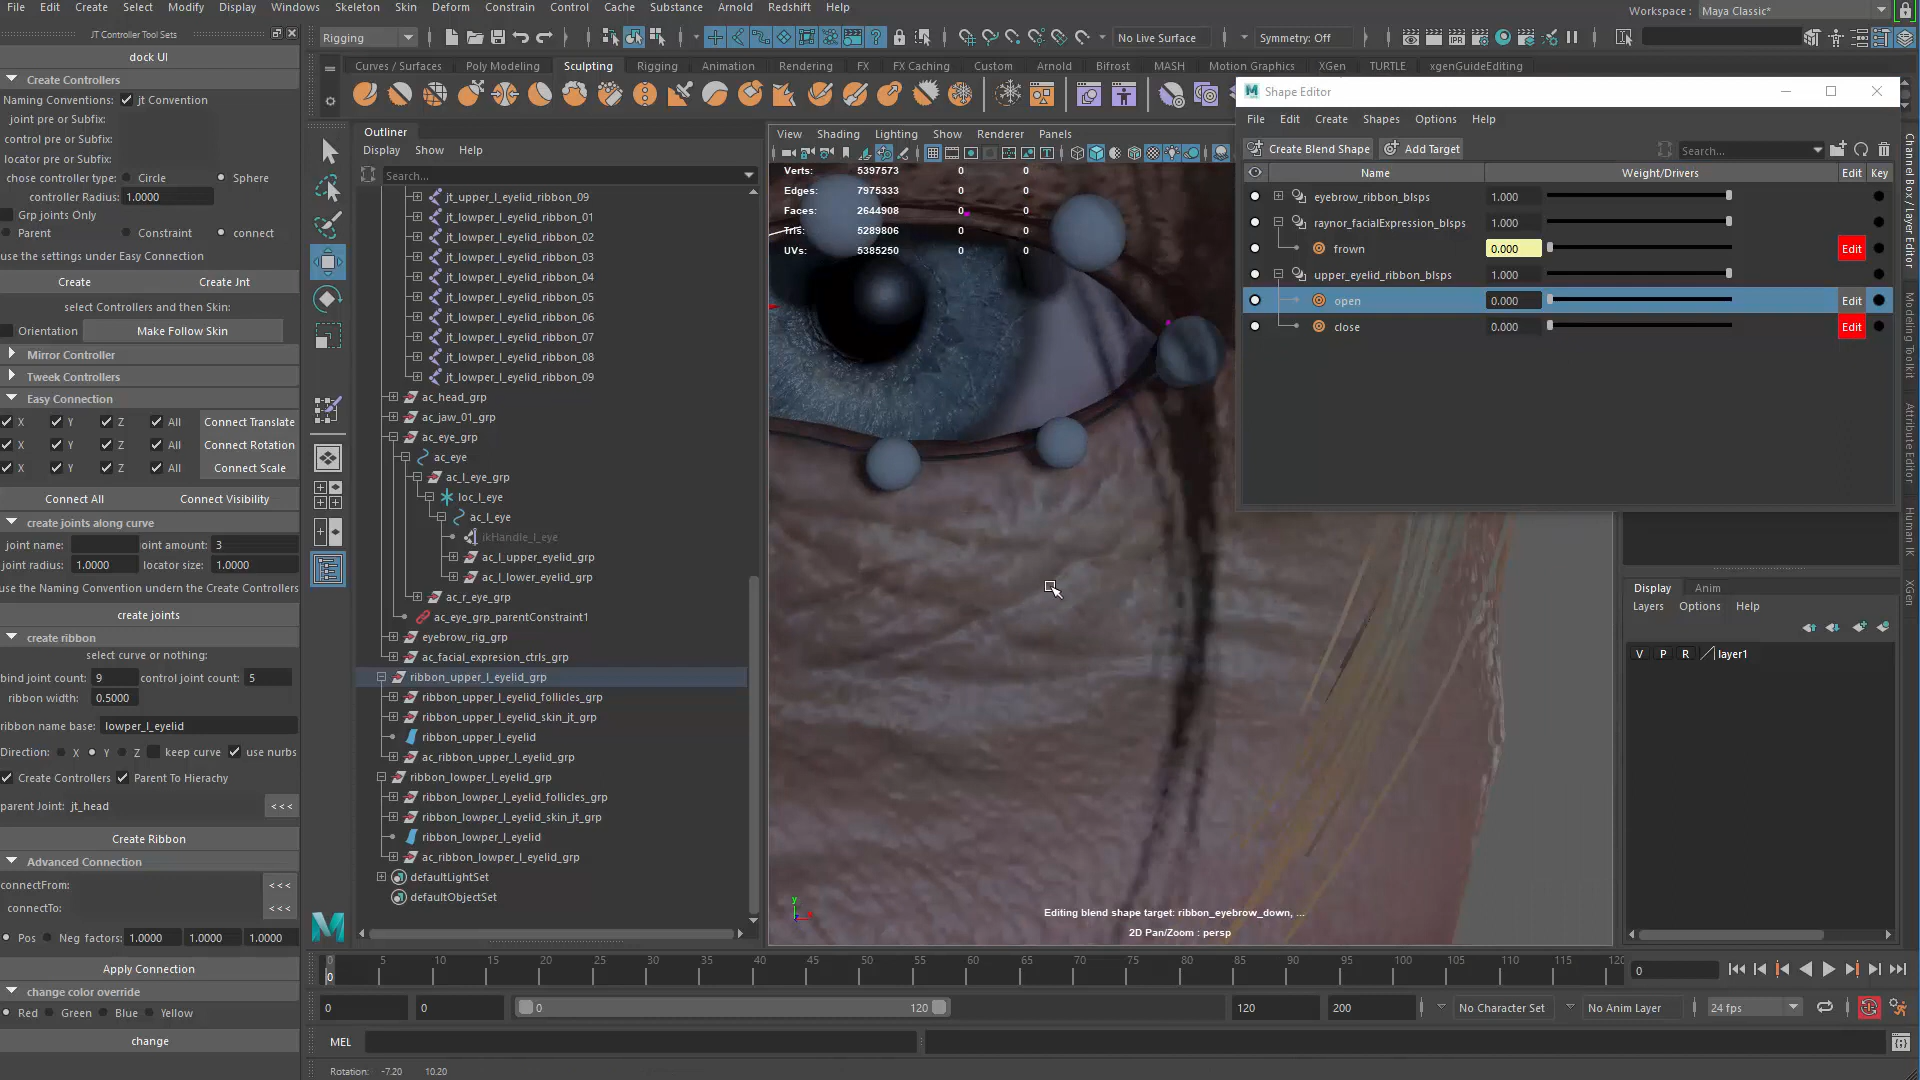 File Edit Create Select Modify Display Windows Skeleton Skin Deform Constrain Control Cache Substance Arnold Redshift Help
Workspace : Maya Classic*
JT Controller Tool Sets
dock UI
Create Controllers
Naming Conventions: jt Convention
joint pre or Subfix:
control pre or Subfix:
locator pre or Subfix:
chose controller type: Circle Sphere
controller Radius: 1.0000
Grp joints Only
Parent Constraint connect
use the settings under Easy Connection
Create Create Jnt
select Controllers and then Skin:
Orientation Make Follow Skin
Mirror Controller
Tweek Controllers
Easy Connection
X Y Z All Connect Translate
X Y Z All Connect Rotation
X Y Z All Connect Scale
Connect All Connect Visibility
create joints along curve
joint name: oint amount: 3
joint radius: 1.0000 locator size: 1.0000
use the Naming Convention undern the Create Controllers
create joints
create ribbon
select curve or nothing:
bind joint count: 9 control joint count: 5
ribbon width: 0.5000
ribbon name base: lowper_l_eyelid
Direction: X Y Z keep curve use nurbs
Create Controllers Parent To Hierachy
parent Joint: jt_head <<<
Create Ribbon
Advanced Connection
connectFrom: <<<
connectTo: <<<
Pos Neg factors: 1.0000 1.0000 1.0000
Apply Connection
change color override
Red Green Blue Yellow
change
Rigging
No Live Surface
Symmetry: Off
Curves / Surfaces Poly Modeling Sculpting Rigging Animation Rendering FX FX Caching Custom Arnold Bifrost MASH Motion Graphics XGen TURTLE xgenGuideEditing
IPR
Outliner
Display Show Help
Search...
jt_upper_l_eyelid_ribbon_09
jt_lowper_l_eyelid_ribbon_01
jt_lowper_l_eyelid_ribbon_02
jt_lowper_l_eyelid_ribbon_03
jt_lowper_l_eyelid_ribbon_04
jt_lowper_l_eyelid_ribbon_05
jt_lowper_l_eyelid_ribbon_06
jt_lowper_l_eyelid_ribbon_07
jt_lowper_l_eyelid_ribbon_08
jt_lowper_l_eyelid_ribbon_09
ac_head_grp
ac_jaw_01_grp
ac_eye_grp
ac_eye
ac_l_eye_grp
loc_l_eye
ac_l_eye
ikHandle_l_eye
ac_l_upper_eyelid_grp
ac_l_lower_eyelid_grp
ac_r_eye_grp
ac_eye_grp_parentConstraint1
eyebrow_rig_grp
ac_facial_expresion_ctrls_grp
ribbon_upper_l_eyelid_grp
ribbon_upper_l_eyelid_follicles_grp
ribbon_upper_l_eyelid_skin_jt_grp
ribbon_upper_l_eyelid
ac_ribbon_upper_l_eyelid_grp
ribbon_lowper_l_eyelid_grp
ribbon_lowper_l_eyelid_follicles_grp
ribbon_lowper_l_eyelid_skin_jt_grp
ribbon_lowper_l_eyelid
ac_ribbon_lowper_l_eyelid_grp
defaultLightSet
defaultObjectSet
View Shading Lighting Show Renderer Panels
Verts: 5397573 0 0
Edges: 7975333 0 0
Faces: 2644908 0 0
Tris: 5289806 0 0
UVs: 5385250 0 0
Editing blend shape target: ribbon_eyebrow_down, ...
2D Pan/Zoom : persp
y
Shape Editor
File Edit Create Shapes Options Help
Create Blend Shape Add Target
Search...
Name Weight/Drivers Edit Key
eyebrow_ribbon_blsps 1.000
raynor_facialExpression_blsps 1.000
frown 0.000 Edit
upper_eyelid_ribbon_blsps 1.000
open 0.000 Edit
close 0.000 Edit
Channel Box / Layer Editor
Modeling Toolkit
Attribute Editor
Human IK
XGen
Display Anim
Layers Options Help
V P R layer1
0 5 10 15 20 25 30 35 40 45 50 55 60 65 70 75 80 85 90 95 100 105 110 115 120
0
0
0 0 0 120 120 200 No Character Set No Anim Layer 24 fps
MEL
Rotation: -7.20 10.20